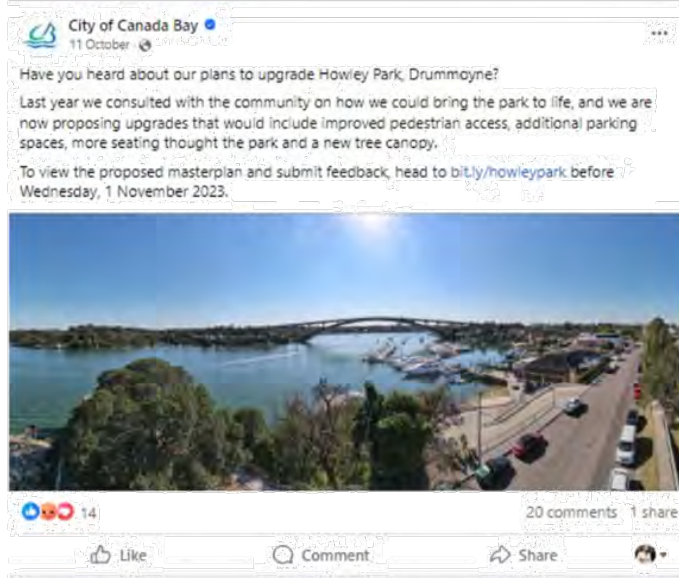 City of Canada Bay
11 October
Have you heard about our plans to upgrade Howley Park, Drummoyne?
Last year we consulted with the community on how we could bring the park to life, and we are
now proposing upgrades that would include improved pedestrian access, additional parking
spaces, more seating thought the park and a new tree canopy.
To view the proposed masterplan and submit feedback, head to bit.ly/howleypark before
Wednesday, 1 November 2023.
14
20 comments 1 share
Like Comment Share